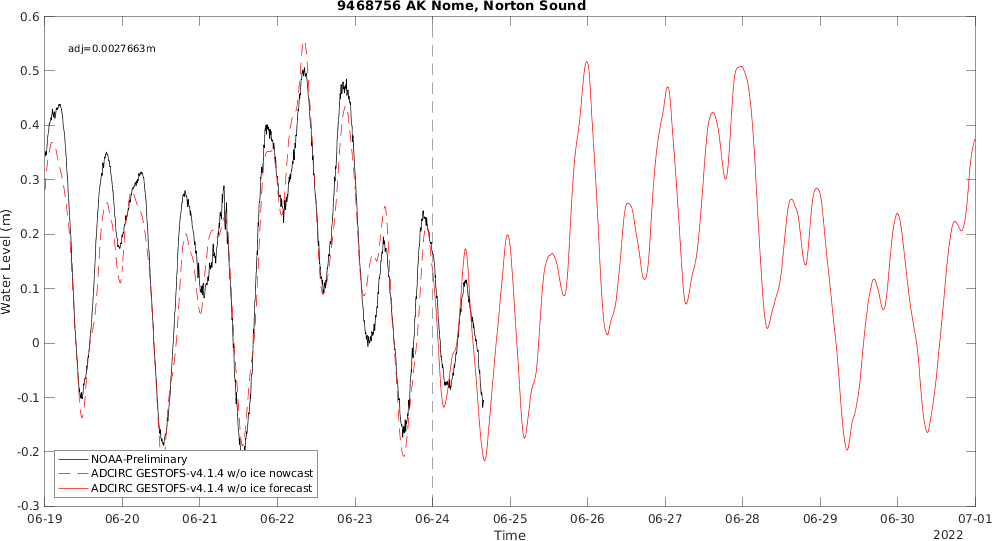 9468756 AK Nome, Norton Sound
adj=0.0027663m
0.6
0.5
0.4
0.3
0.2
0.1
0
-0.1
-0.2
-0.3
Water Level (m)
NOAA-Preliminary
ADCIRC GESTOFS-v4.1.4 w/o ice nowcast
ADCIRC GESTOFS-v4.1.4 w/o ice forecast
06-19 06-20 06-21 06-22 06-23 06-24 06-25 06-26 06-27 06-28 06-29 06-30 07-01
Time
2022